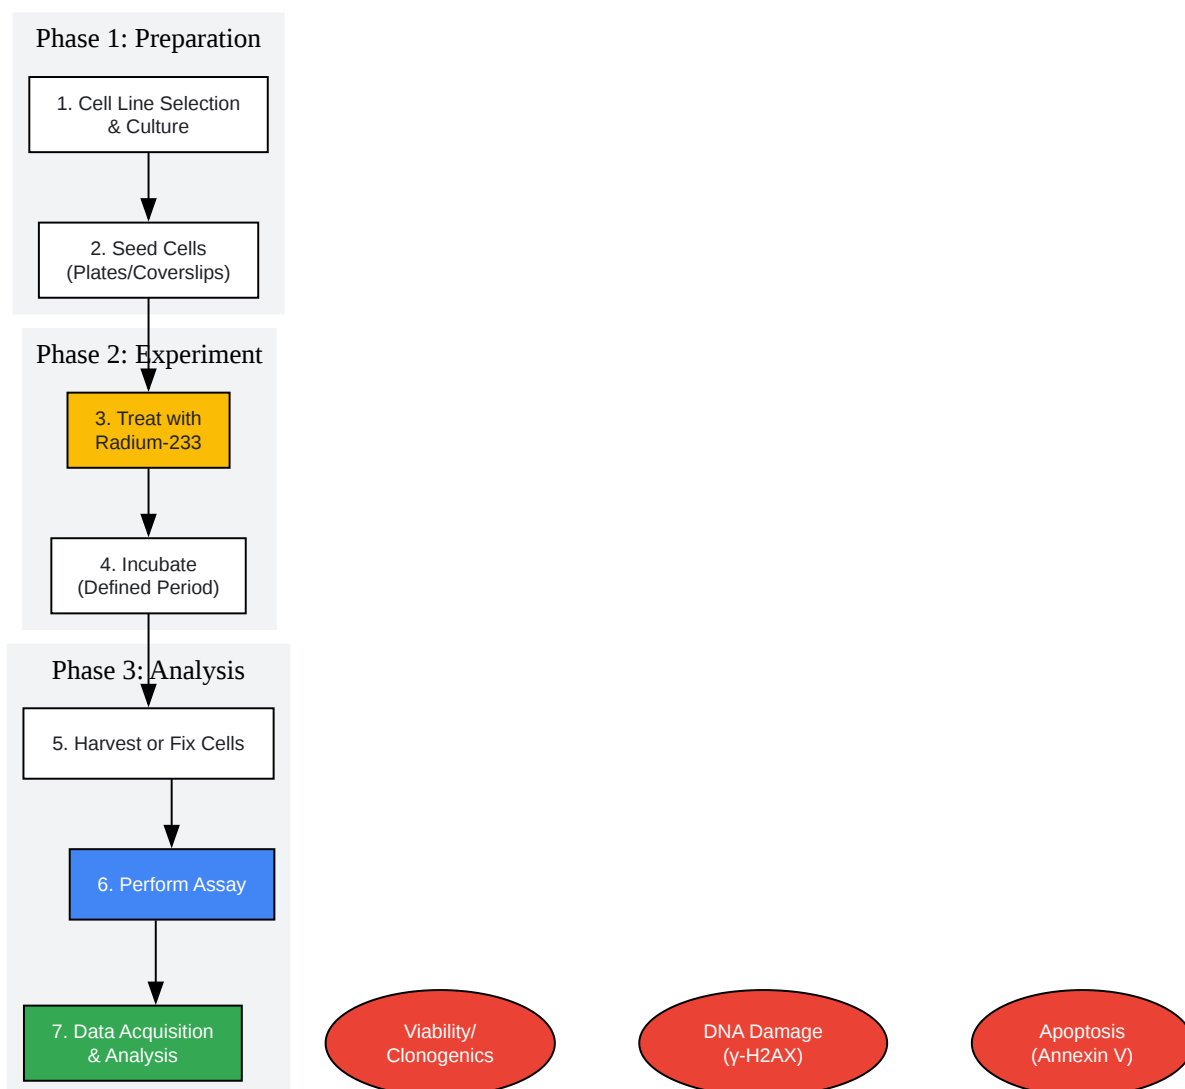 Phase 1: Preparation
1. Cell Line Selection
& Culture
2. Seed Cells
(Plates/Coverslips)
Phase 2: Experiment
3. Treat with
Radium-233
4. Incubate
(Defined Period)
Phase 3: Analysis
5. Harvest or Fix Cells
6. Perform Assay
7. Data Acquisition
& Analysis
Viability/
Clonogenics
DNA Damage
(γ-H2AX)
Apoptosis
(Annexin V)